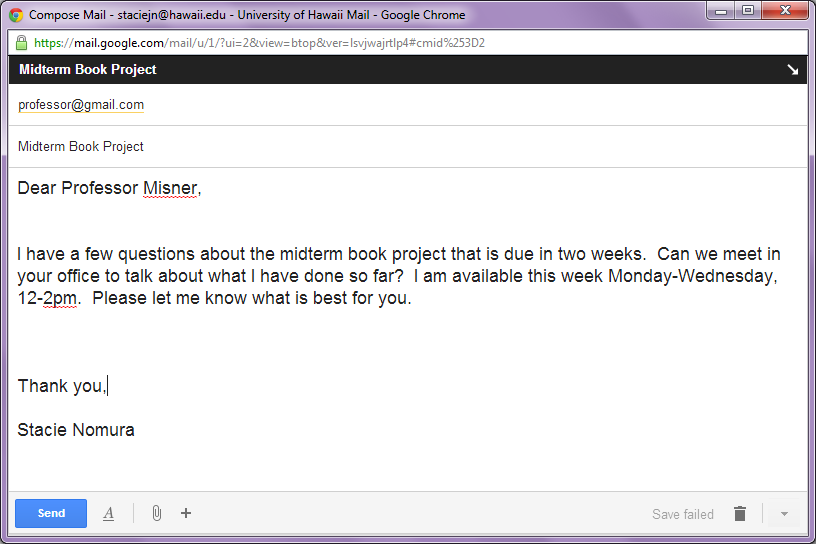 Compose Mail - staciejn@hawaii.edu - University of Hawaii Mail - Google Chrome
https://mail.google.com/mail/u/1/?ui=2&view=btop&ver=lsvjwajrtlp4#cmid%253D2
Midterm Book Project
professor@gmail.com
Midterm Book Project
Dear Professor Misner,
I have a few questions about the midterm book project that is due in two weeks.  Can we meet in
your office to talk about what I have done so far?  I am available this week Monday-Wednesday,
12-2pm.  Please let me know what is best for you.
Thank you,
Stacie Nomura
Send A Save failed